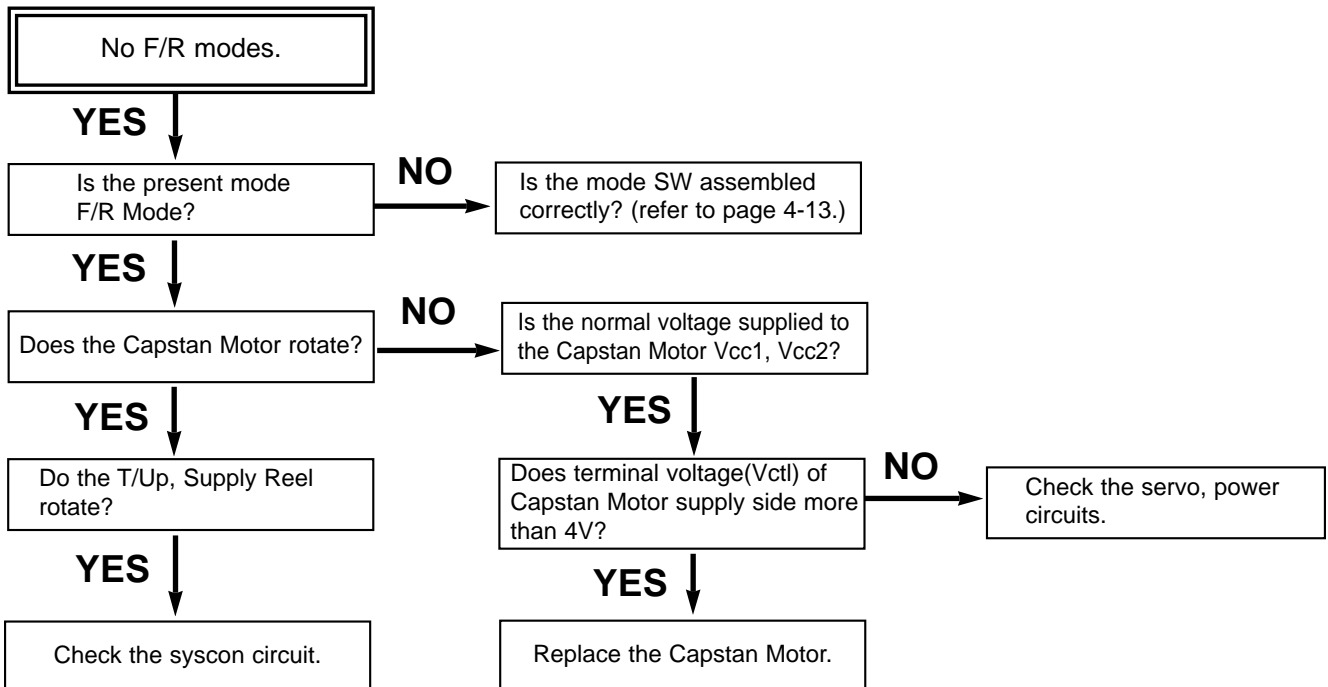 No F/R modes.
YES
Is the present mode
F/R Mode?
NO
Is the mode SW assembled
correctly? (refer to page 4-13.)
YES
Does the Capstan Motor rotate?
NO
Is the normal voltage supplied to
the Capstan Motor Vcc1, Vcc2?
YES
YES
Do the T/Up, Supply Reel
rotate?
Does terminal voltage(Vctl) of
Capstan Motor supply side more
than 4V?
NO
Check the servo, power
circuits.
YES
YES
Check the syscon circuit.
Replace the Capstan Motor.